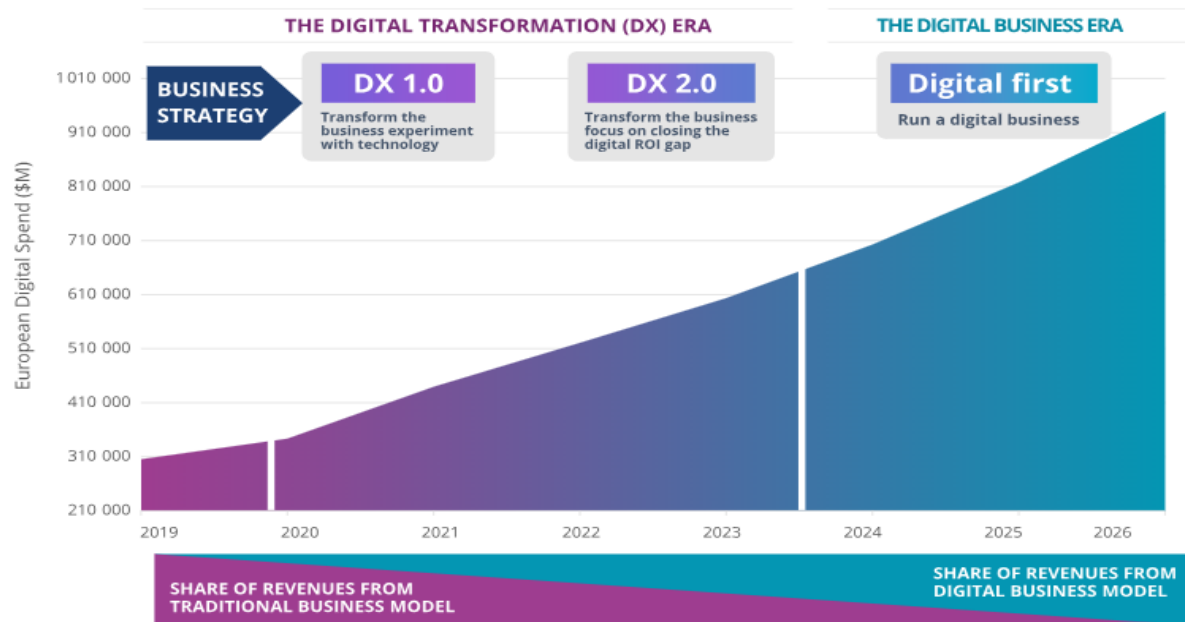 THE DIGITAL TRANSFORMATION (DX) ERA
THE DIGITAL BUSINESS ERA
BUSINESS
STRATEGY
DX 1.0
Transform the
business experiment
with technology
DX 2.0
Transform the business
focus on closing the
digital ROI gap
Digital first
Run a digital business
European Digital Spend ($M)
1 010 000
910 000
810 000
710 000
610 000
510 000
410 000
310 000
210 000
2019 2020 2021 2022 2023 2024 2025 2026
SHARE OF REVENUES FROM
TRADITIONAL BUSINESS MODEL
SHARE OF REVENUES FROM
DIGITAL BUSINESS MODEL